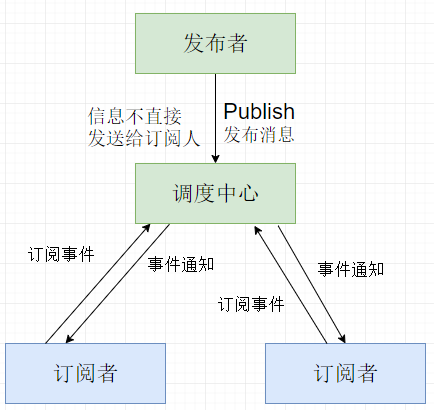 发布者
信息不直接
发送给订阅人
Publish
发布消息
调度中心
订阅事件
事件通知
事件通知
订阅事件
订阅者
订阅者